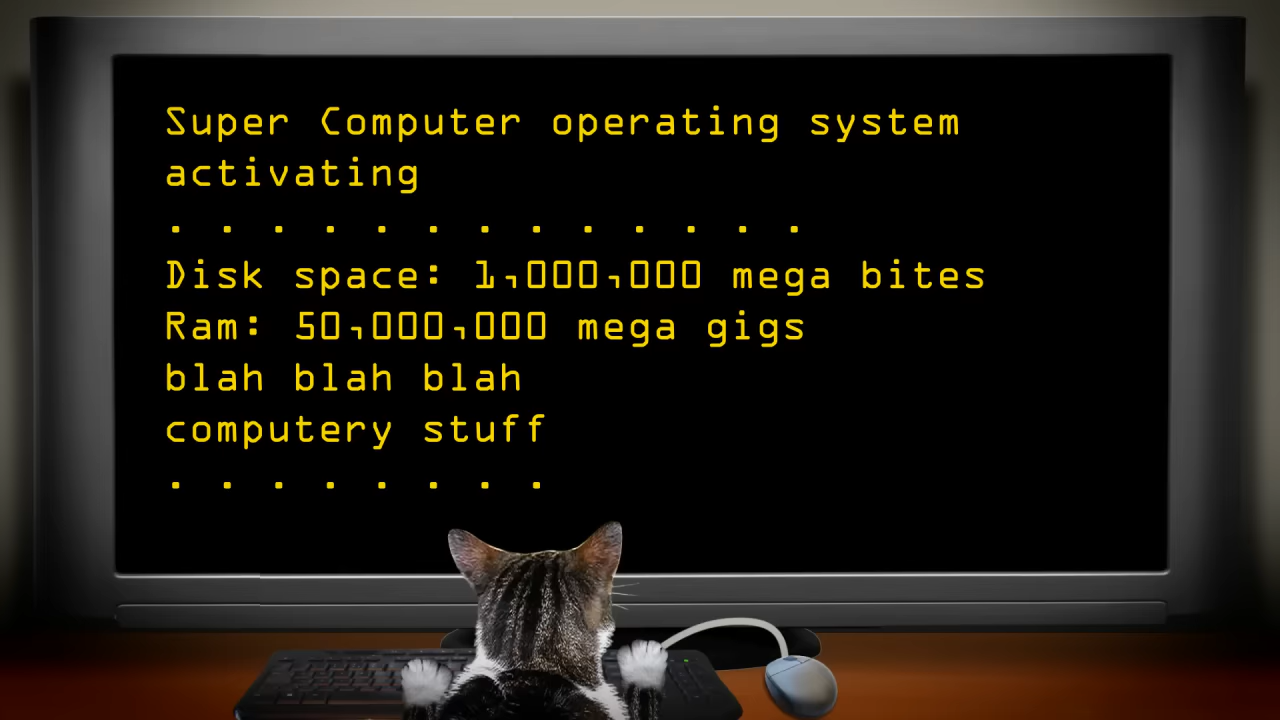 Super Computer operating system
activating
. . . . . . . . . . . . .
Disk space: 1,000,000 mega bites
Ram: 50,000,000 mega gigs
blah blah blah
computery stuff
. . . . . . . .